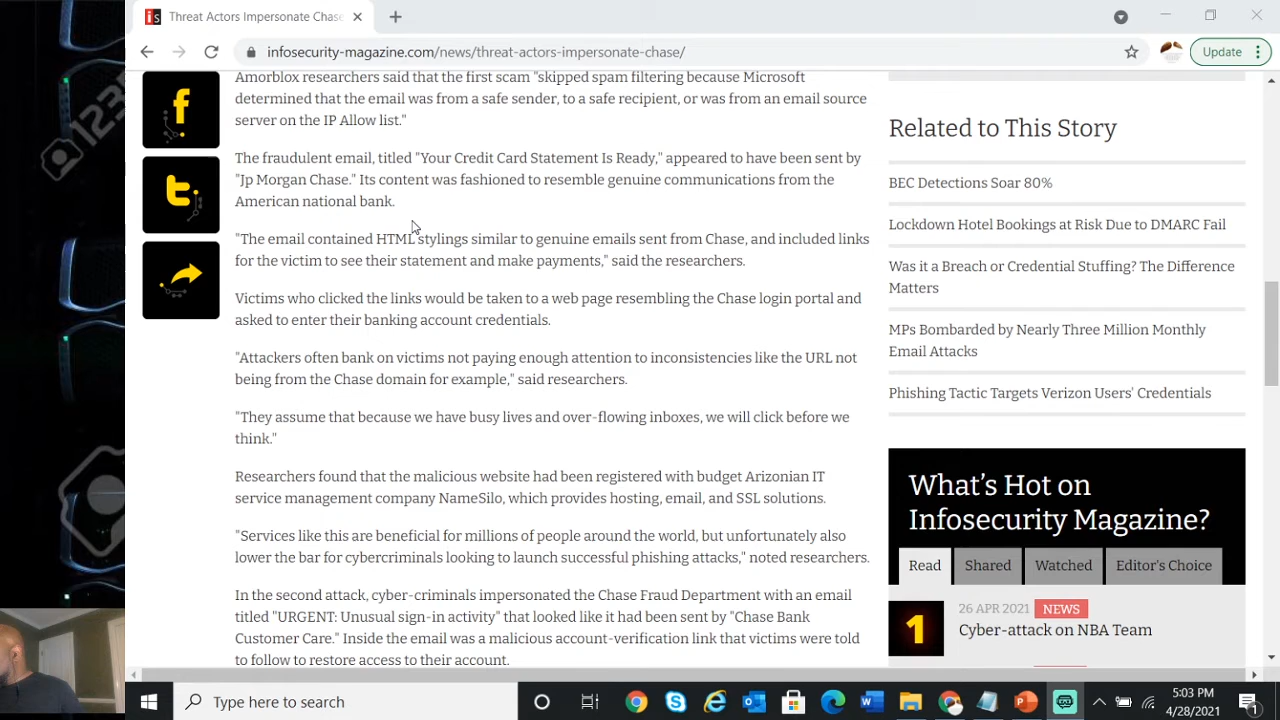 Threat Actors Impersonate Chase
infosecurity-magazine.com/news/threat-actors-impersonate-chase/
Update
Amorblox researchers said that the first scam "skipped spam filtering because Microsoft
determined that the email was from a safe sender, to a safe recipient, or was from an email source
server on the IP Allow list."
The fraudulent email, titled "Your Credit Card Statement Is Ready," appeared to have been sent by
"Jp Morgan Chase." Its content was fashioned to resemble genuine communications from the
American national bank.
"The email contained HTML stylings similar to genuine emails sent from Chase, and included links
for the victim to see their statement and make payments," said the researchers.
Victims who clicked the links would be taken to a web page resembling the Chase login portal and
asked to enter their banking account credentials.
"Attackers often bank on victims not paying enough attention to inconsistencies like the URL not
being from the Chase domain for example," said researchers.
"They assume that because we have busy lives and over-flowing inboxes, we will click before we
think."
Researchers found that the malicious website had been registered with budget Arizonian IT
service management company NameSilo, which provides hosting, email, and SSL solutions.
"Services like this are beneficial for millions of people around the world, but unfortunately also
lower the bar for cybercriminals looking to launch successful phishing attacks," noted researchers.
In the second attack, cyber-criminals impersonated the Chase Fraud Department with an email
titled "URGENT: Unusual sign-in activity" that looked like it had been sent by "Chase Bank
Customer Care." Inside the email was a malicious account-verification link that victims were told
to follow to restore access to their account.
Related to This Story
BEC Detections Soar 80%
Lockdown Hotel Bookings at Risk Due to DMARC Fail
Was it a Breach or Credential Stuffing? The Difference
Matters
MPs Bombarded by Nearly Three Million Monthly
Email Attacks
Phishing Tactic Targets Verizon Users' Credentials
What's Hot on
Infosecurity Magazine?
Read Shared Watched Editor's Choice
1
26 APR 2021 NEWS
Cyber-attack on NBA Team
Type here to search
5:03 PM
4/28/2021